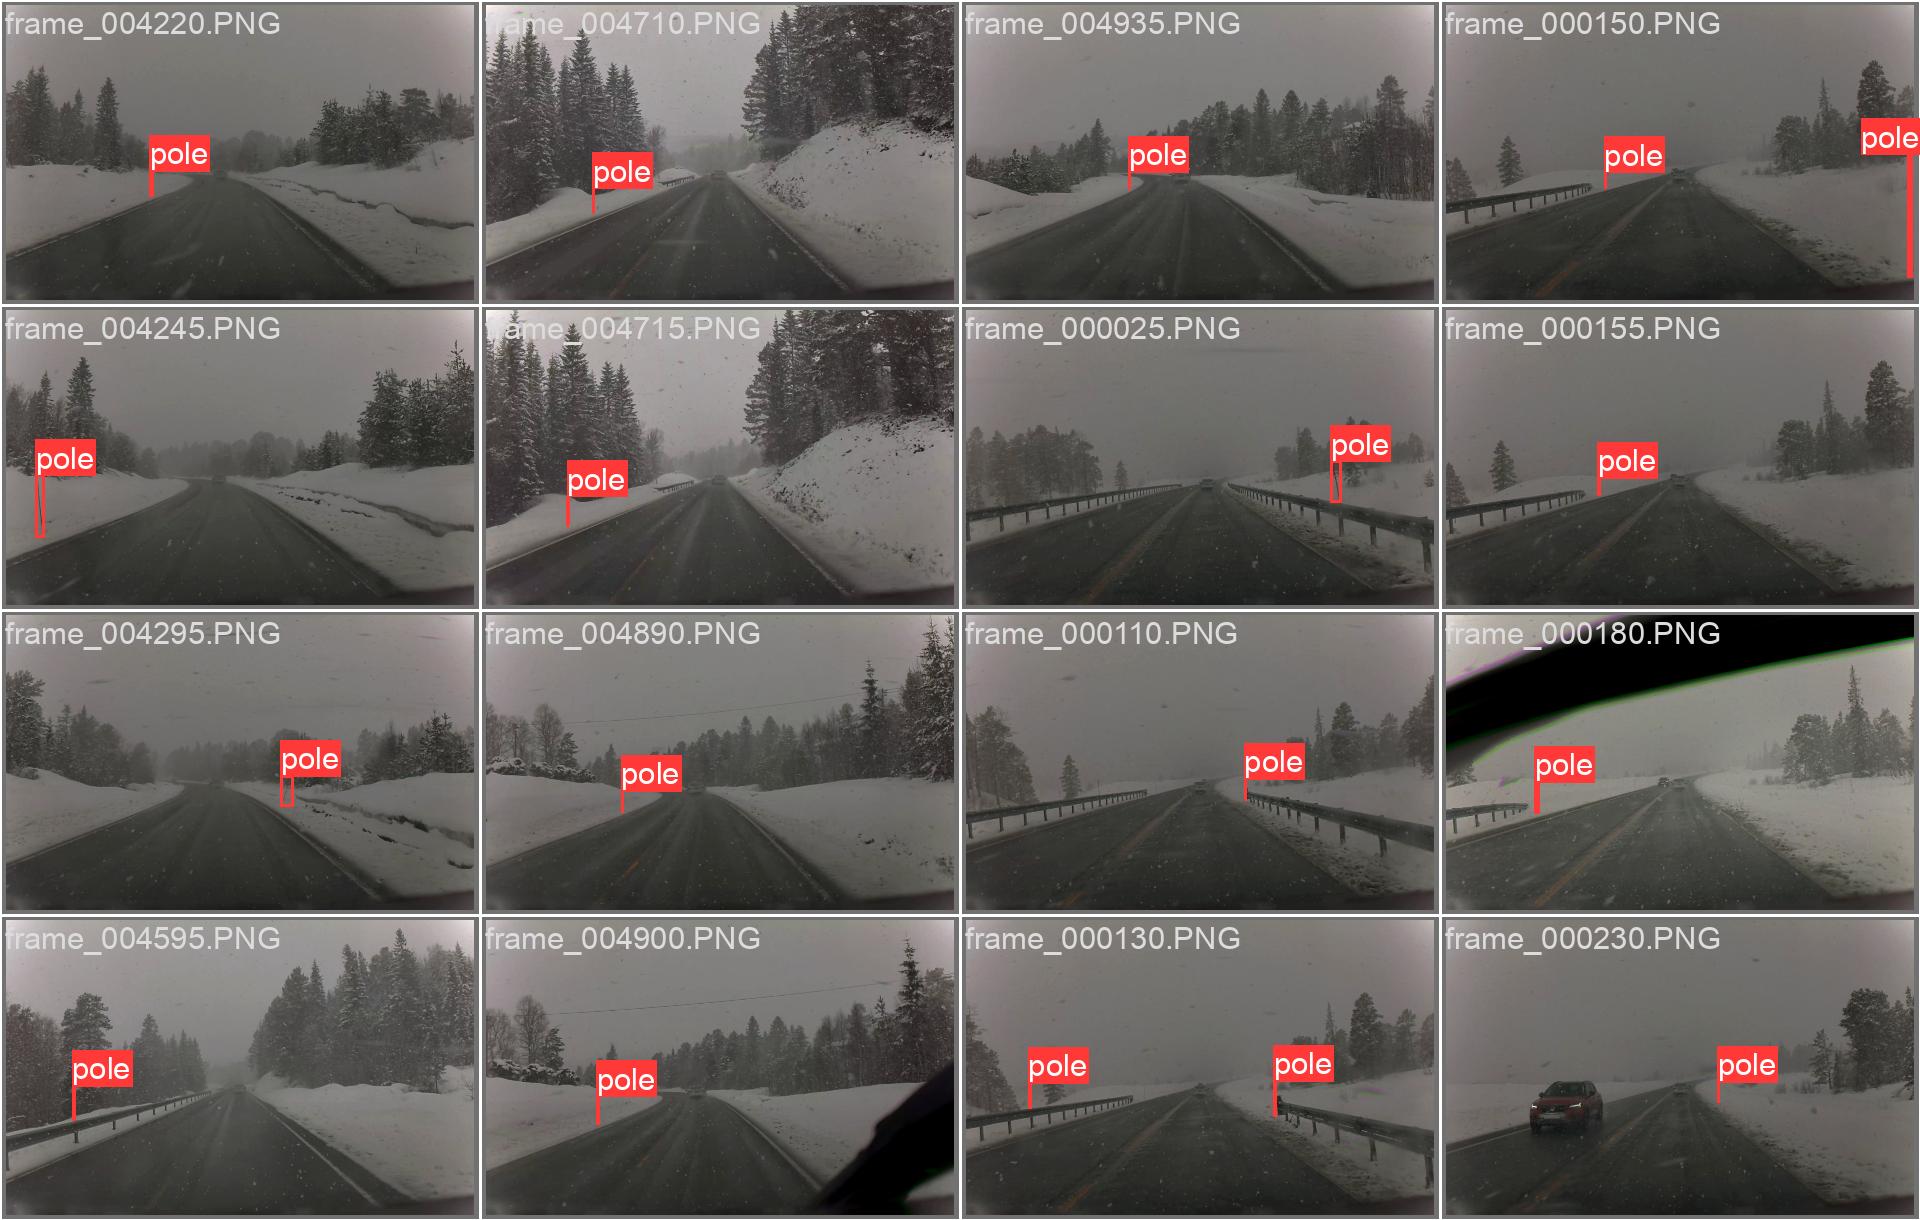 frame_004220.PNG
pole
frame_004710.PNG
pole
frame_004935.PNG
pole
frame_000150.PNG
pole
pole
frame_004245.PNG
pole
frame_004715.PNG
pole
frame_000025.PNG
pole
frame_000155.PNG
pole
frame_004295.PNG
pole
frame_004890.PNG
pole
frame_000110.PNG
pole
frame_000180.PNG
pole
frame_004595.PNG
pole
frame_004900.PNG
pole
frame_000130.PNG
pole
pole
frame_000230.PNG
pole